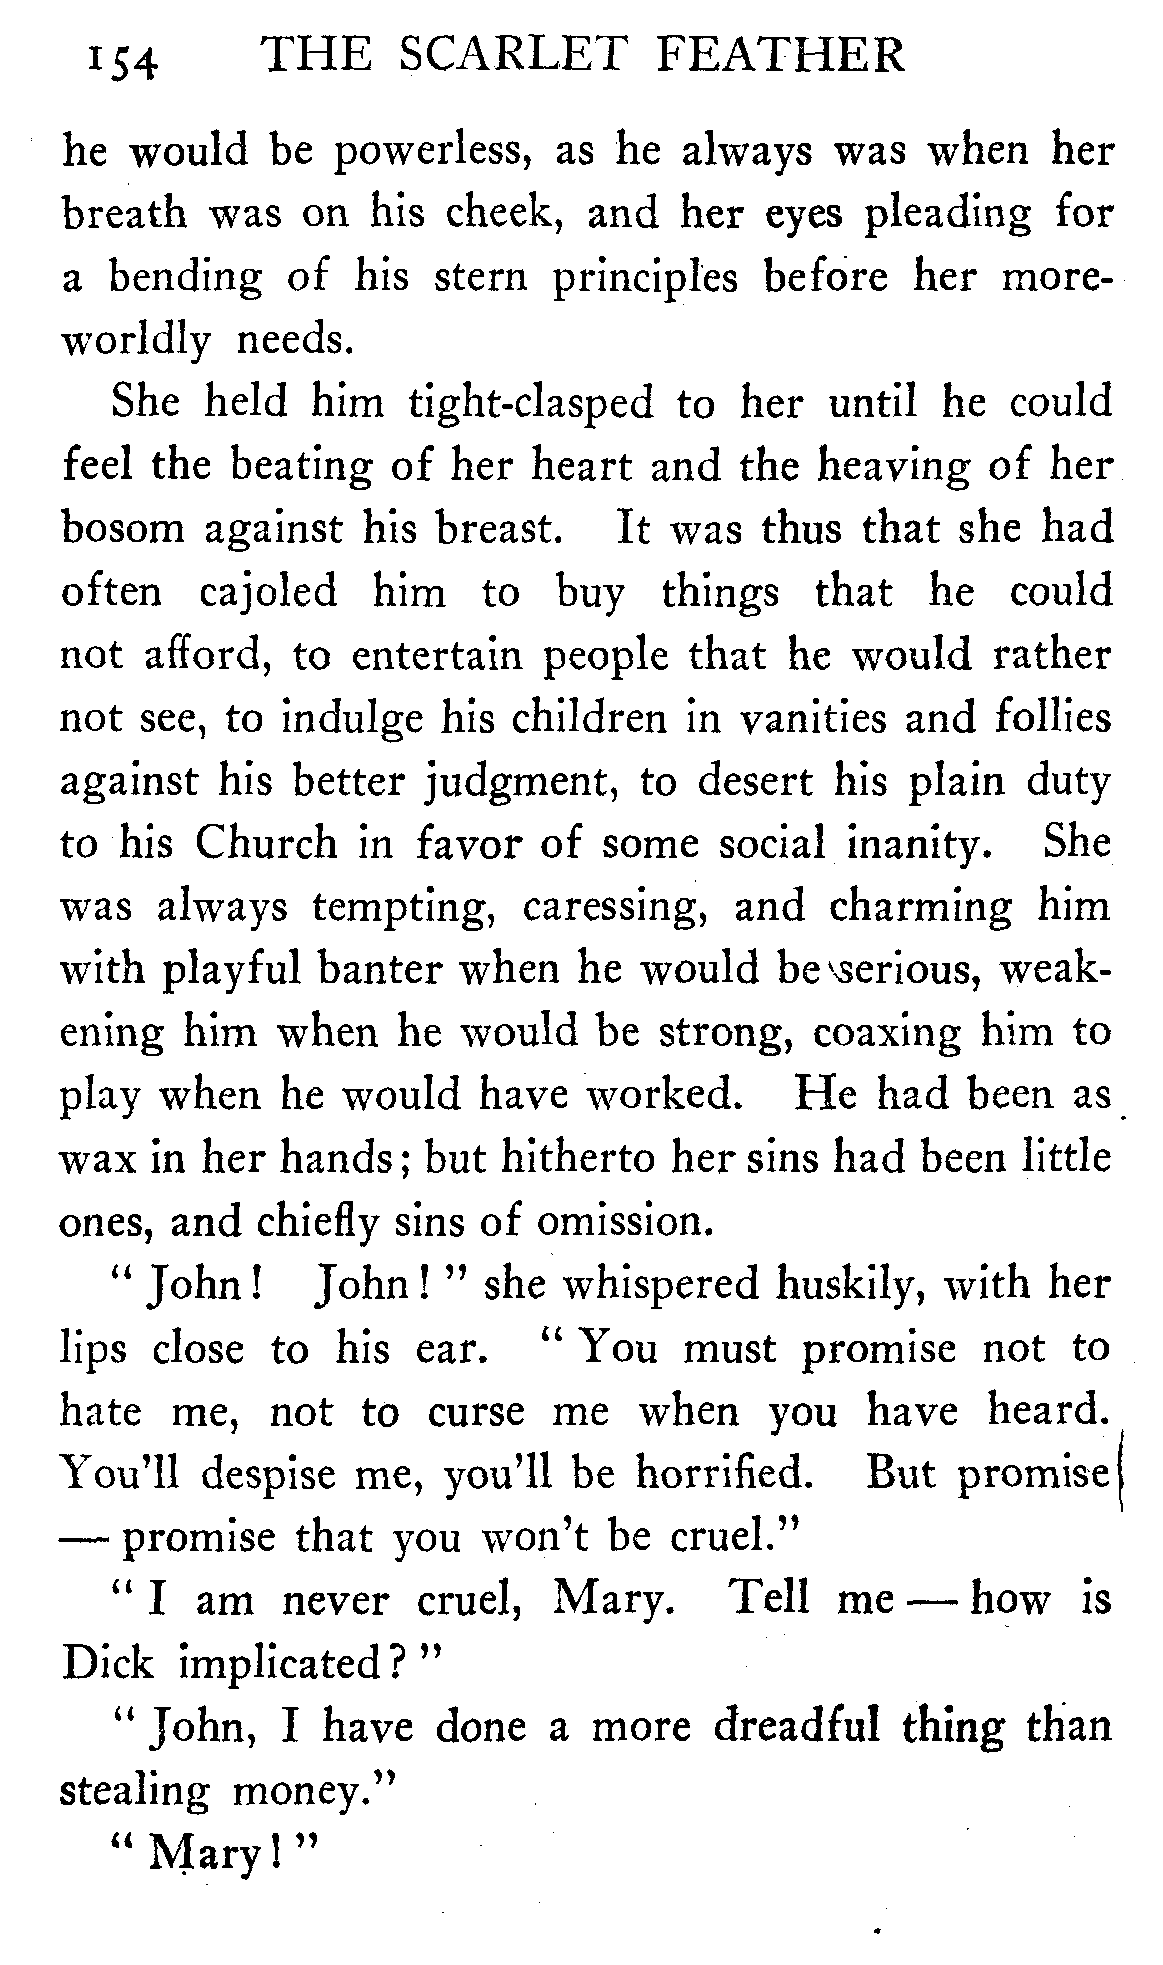 154 THE SCARLET FEATHER
he would be powerless, as he always was when her
breath was on his cheek, and her eyes pleading for
a bending of his stern principles before her more-
worldly needs.
She held him tight-clasped to her until he could
feel the beating of her heart and the heaving of her
bosom against his breast. It was thus that she had
often cajoled him to buy things that he could
not afford, to entertain people that he would rather
not see, to indulge his children in vanities and follies
against his better judgment, to desert his plain duty
to his Church in favor of some social inanity. She
was always tempting, caressing, and charming him
with playful banter when he would be serious, weak-
ening him when he would be strong, coaxing him to
play when he would have worked. He had been as
wax in her hands; but hitherto her sins had been little
ones, and chiefly sins of omission.
“ John! John! ” she whispered huskily, with her
lips close to his ear. “ You must promise not to
hate me, not to curse me when you have heard.
You’ll despise me, you’ll be horrified. But promise
— promise that you won’t be cruel.”
“ I am never cruel, Mary. Tell me — how is
Dick implicated? ”
“ John, I have done a more dreadful thing than
stealing money.”
“ Mary! ”